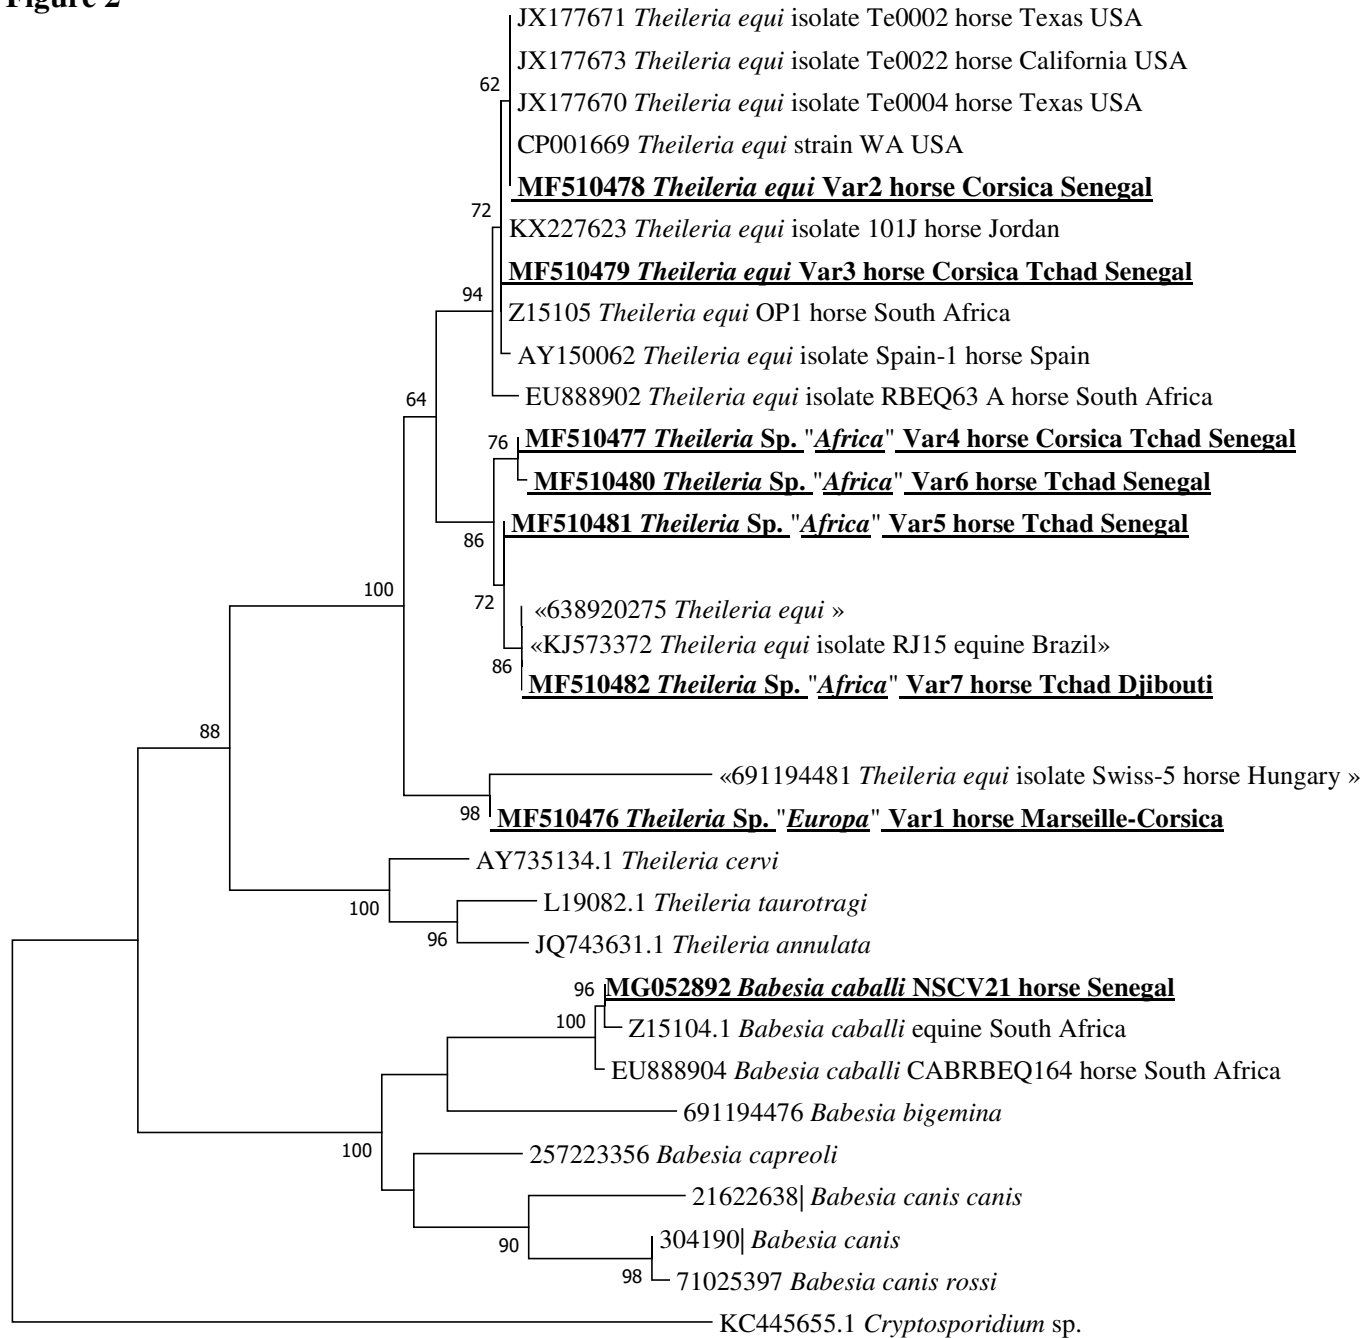 Figure 2
JX177671 Theileria equi isolate Te0002 horse Texas USA
JX177673 Theileria equi isolate Te0022 horse California USA
62
JX177670 Theileria equi isolate Te0004 horse Texas USA
CP001669 Theileria equi strain WA USA
MF510478 Theileria equi Var2 horse Corsica Senegal
72
KX227623 Theileria equi isolate 101J horse Jordan
MF510479 Theileria equi Var3 horse Corsica Tchad Senegal
94
Z15105 Theileria equi OP1 horse South Africa
AY150062 Theileria equi isolate Spain-1 horse Spain
EU888902 Theileria equi isolate RBEQ63 A horse South Africa
64
76
MF510477 Theileria Sp. "Africa" Var4 horse Corsica Tchad Senegal
MF510480 Theileria Sp. "Africa" Var6 horse Tchad Senegal
MF510481 Theileria Sp. "Africa" Var5 horse Tchad Senegal
86
100
72
«638920275 Theileria equi »
«KJ573372 Theileria equi isolate RJ15 equine Brazil»
86
MF510482 Theileria Sp. "Africa" Var7 horse Tchad Djibouti
88
«691194481 Theileria equi isolate Swiss-5 horse Hungary »
98
MF510476 Theileria Sp. "Europa" Var1 horse Marseille-Corsica
AY735134.1 Theileria cervi
100
L19082.1 Theileria taurotragi
96
JQ743631.1 Theileria annulata
96
MG052892 Babesia caballi NSCV21 horse Senegal
100
Z15104.1 Babesia caballi equine South Africa
EU888904 Babesia caballi CABRBEQ164 horse South Africa
691194476 Babesia bigemina
100
257223356 Babesia capreoli
21622638| Babesia canis canis
90
304190| Babesia canis
98
71025397 Babesia canis rossi
KC445655.1 Cryptosporidium sp.